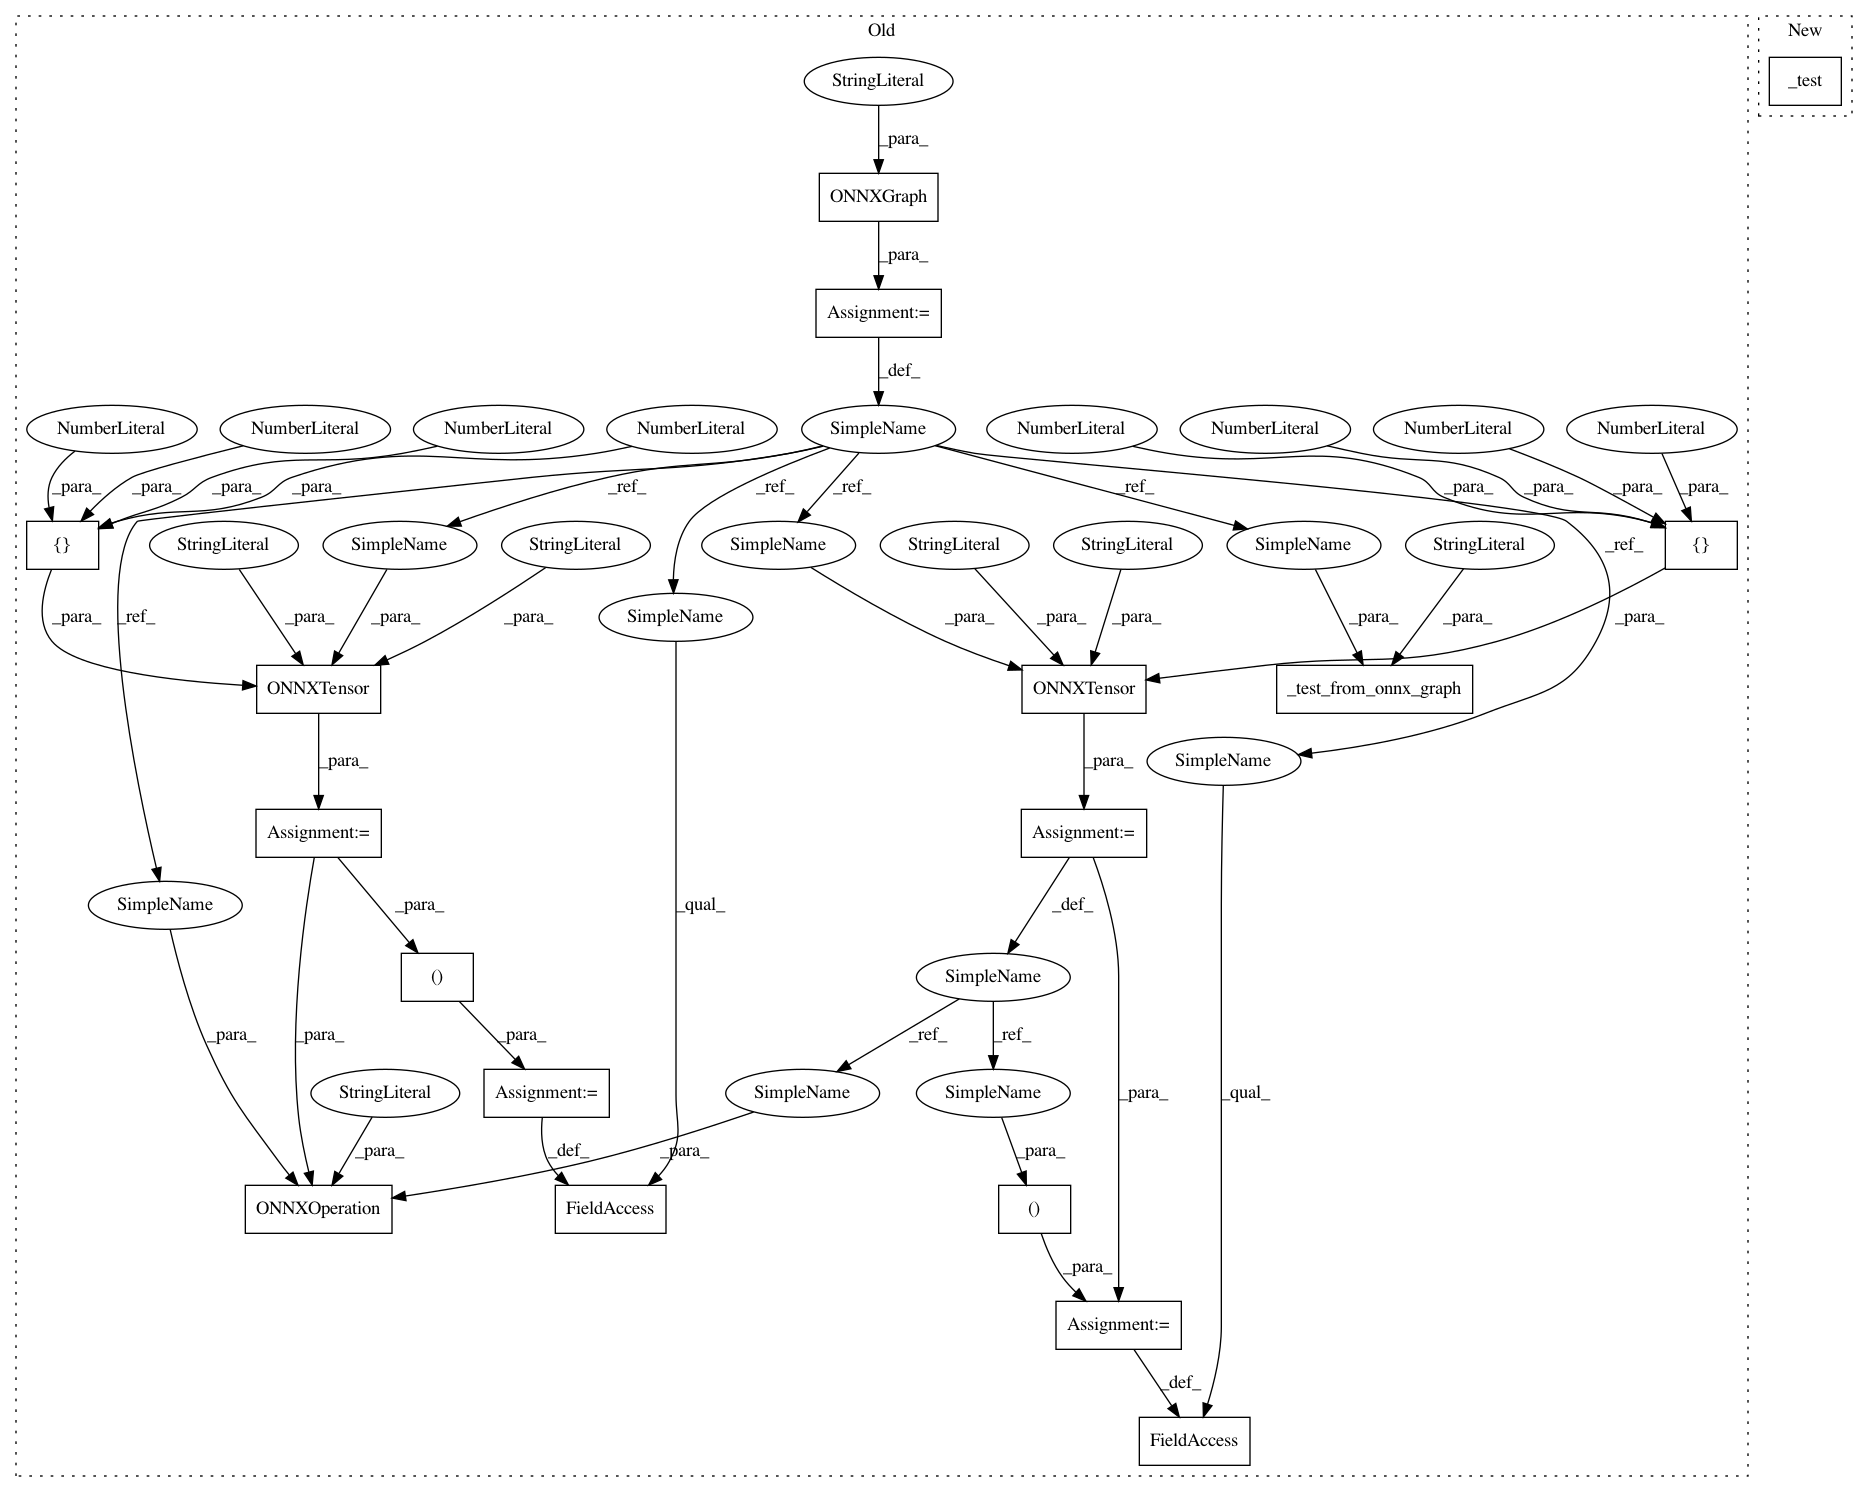 Old
New
StringLiteral
_test
_para_
ONNXGraph
_para_
Assignment:=
_def_
NumberLiteral
NumberLiteral
NumberLiteral
NumberLiteral
SimpleName
NumberLiteral
NumberLiteral
NumberLiteral
NumberLiteral
_para_
_para_
_para_
_para_
_ref_
_ref_
_ref_
_ref_
_para_
_para_
_para_
_para_
{}
StringLiteral
SimpleName
StringLiteral
SimpleName
StringLiteral
StringLiteral
SimpleName
StringLiteral
_ref_
{}
_para_
_ref_
_para_
_para_
_para_
SimpleName
_para_
_para_
_para_
_para_
_para_
_para_
ONNXTensor
ONNXTensor
_test_from_onnx_graph
_para_
_para_
SimpleName
Assignment:=
Assignment:=
SimpleName
_para_
_qual_
_def_
()
SimpleName
_para_
_para_
_para_
_ref_
_ref_
StringLiteral
Assignment:=
SimpleName
SimpleName
_para_
_qual_
_para_
_def_
_para_
_para_
ONNXOperation
FieldAccess
()
_para_
Assignment:=
_def_
FieldAccess